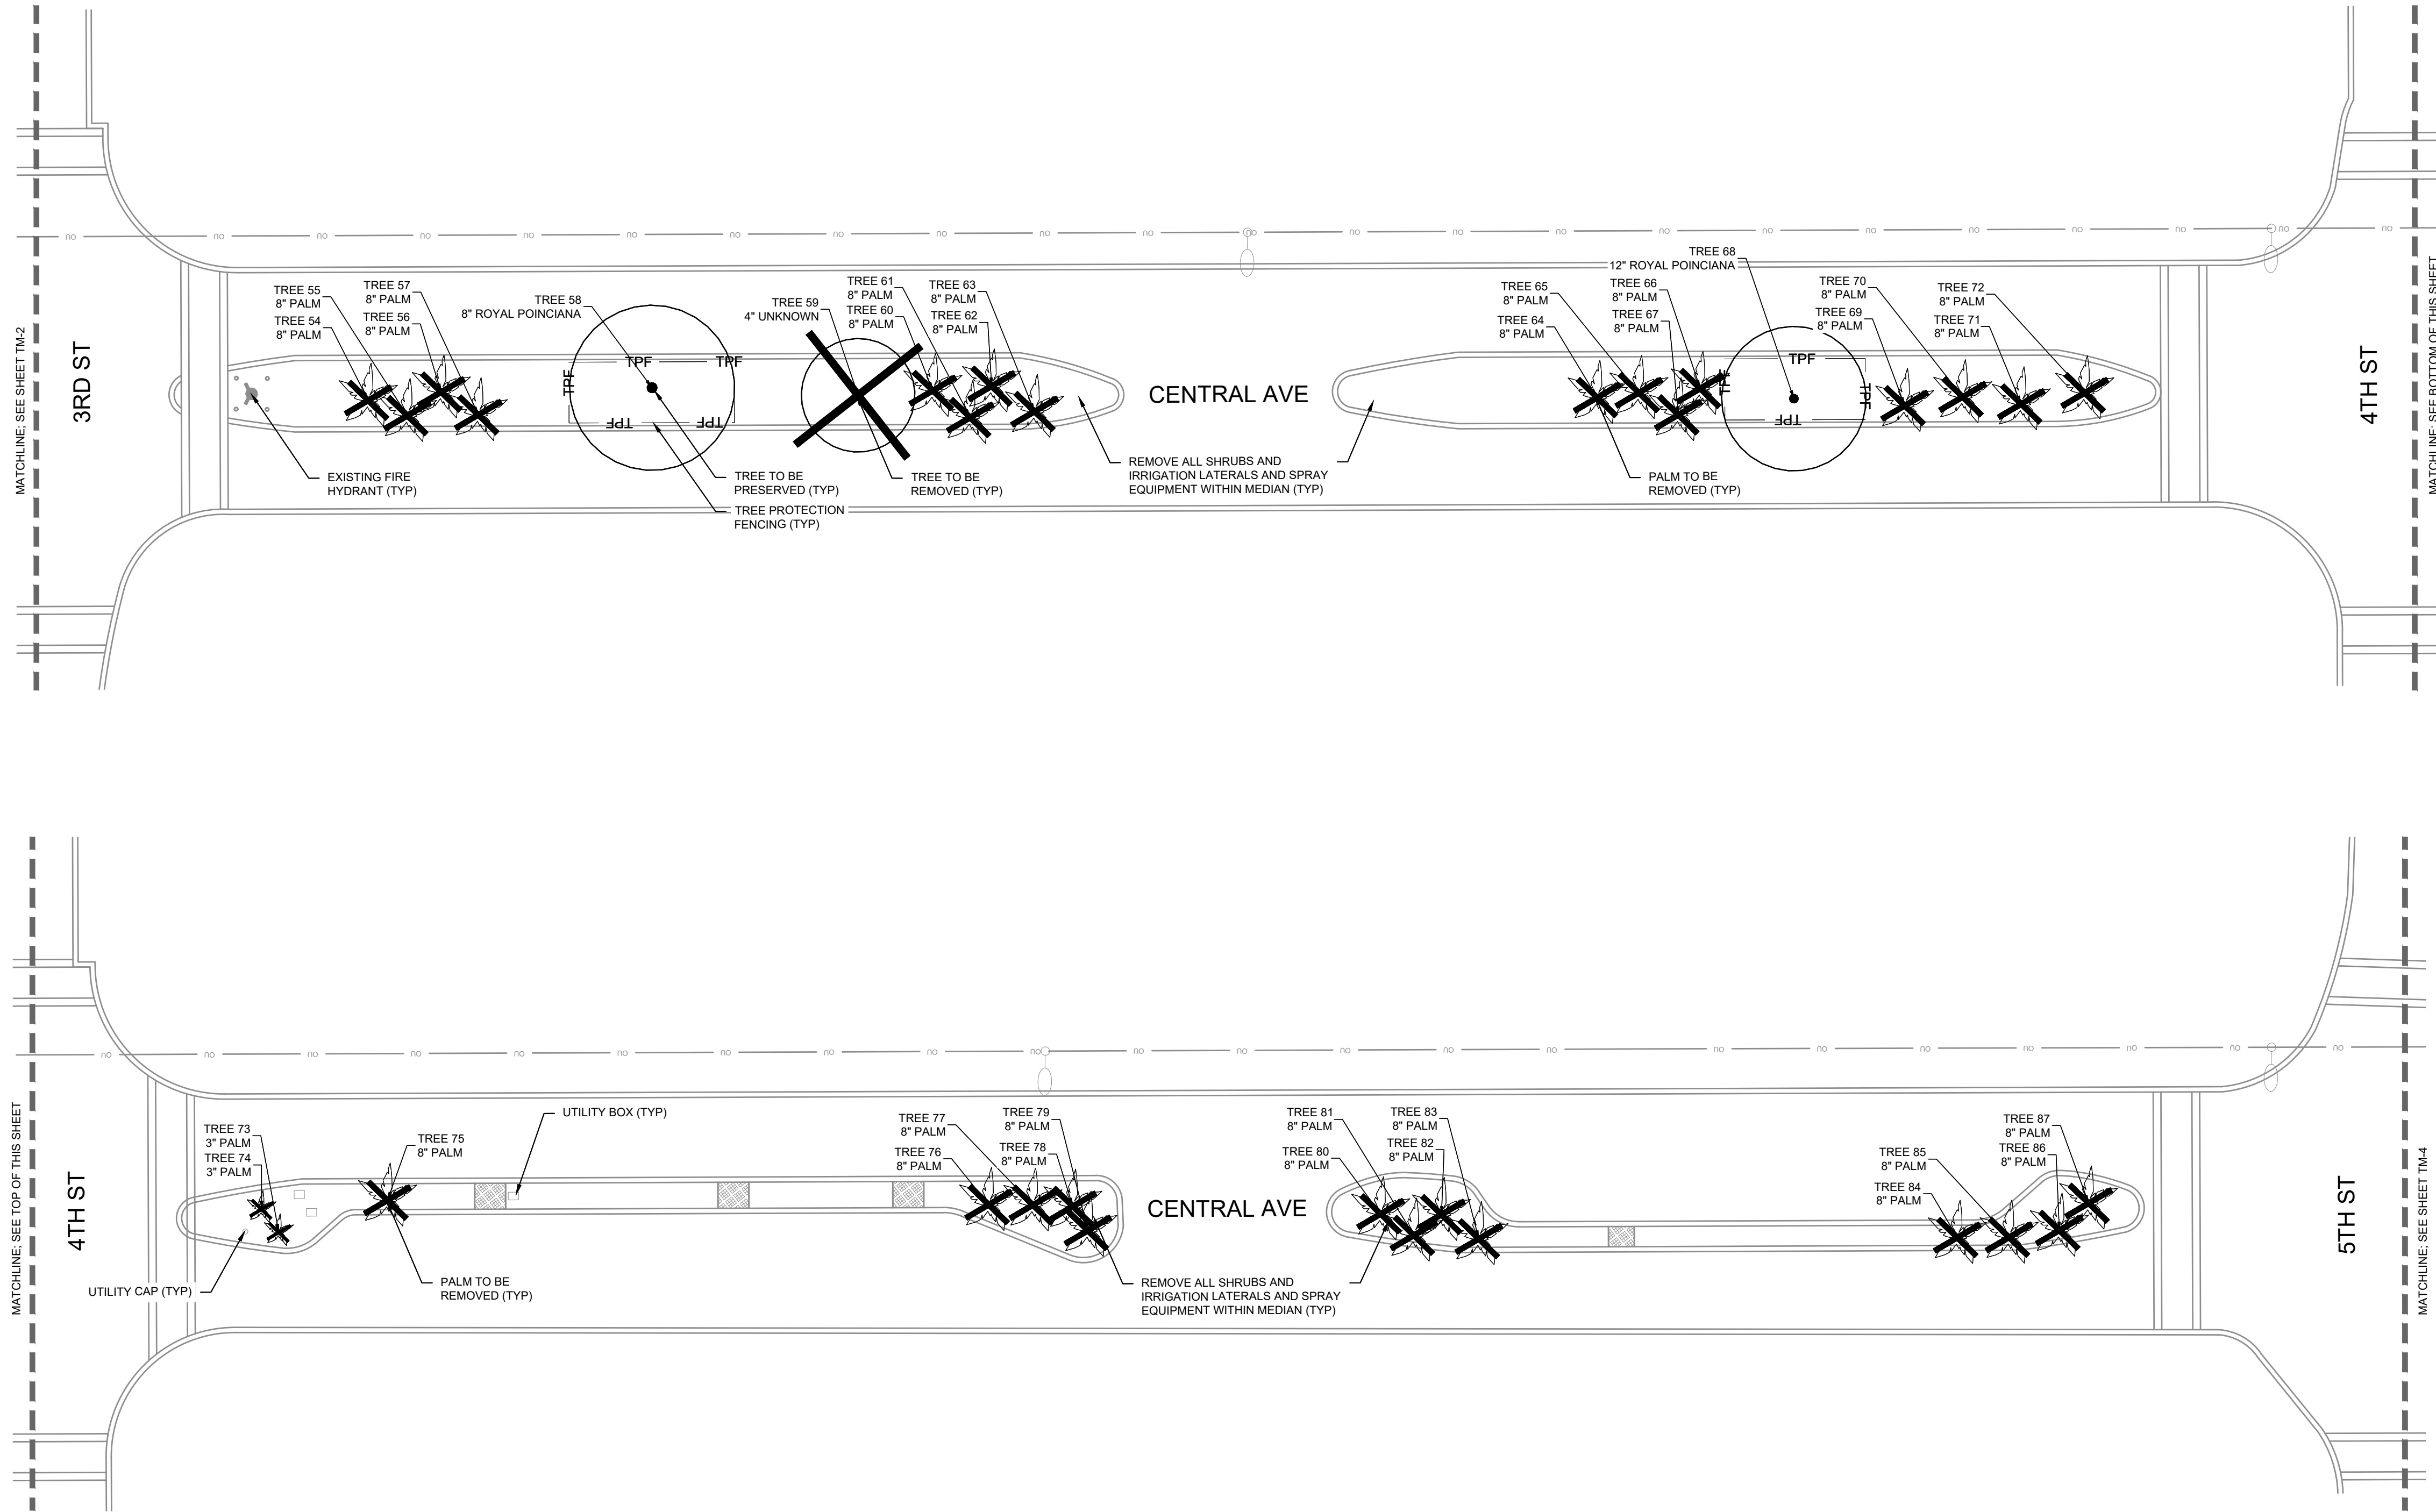 MATCHLINE; SEE SHEET TM-2
3RD ST
TREE 55
8" PALM
TREE 54
8" PALM
TREE 57
8" PALM
TREE 56
8" PALM
TREE 58
8" ROYAL POINCIANA
TREE 59
4" UNKNOWN
TREE 61
8" PALM
TREE 60
8" PALM
TREE 63
8" PALM
TREE 62
8" PALM
TPF
TPF
TPF
TPF
TPF
CENTRAL AVE
TREE 65
8" PALM
TREE 64
8" PALM
TREE 66
8" PALM
TREE 67
8" PALM
TREE 68
12" ROYAL POINCIANA
TPF
TPF
TPF
TPF
TREE 70
8" PALM
TREE 69
8" PALM
TREE 72
8" PALM
TREE 71
8" PALM
4TH ST
MATCHLINE; SEE BOTTOM OF THIS SHEET
EXISTING FIRE
HYDRANT (TYP)
TREE TO BE
PRESERVED (TYP)
TREE PROTECTION
FENCING (TYP)
TREE TO BE
REMOVED (TYP)
REMOVE ALL SHRUBS AND
IRRIGATION LATERALS AND SPRAY
EQUIPMENT WITHIN MEDIAN (TYP)
PALM TO BE
REMOVED (TYP)
MATCHLINE; SEE TOP OF THIS SHEET
4TH ST
TREE 73
3" PALM
TREE 74
3" PALM
TREE 75
8" PALM
UTILITY BOX (TYP)
TREE 77
8" PALM
TREE 76
8" PALM
TREE 79
8" PALM
TREE 78
8" PALM
CENTRAL AVE
TREE 81
8" PALM
TREE 80
8" PALM
TREE 83
8" PALM
TREE 82
8" PALM
TREE 85
8" PALM
TREE 84
8" PALM
TREE 87
8" PALM
TREE 86
8" PALM
5TH ST
MATCHLINE; SEE SHEET TM-4
UTILITY CAP (TYP)
PALM TO BE
REMOVED (TYP)
REMOVE ALL SHRUBS AND
IRRIGATION LATERALS AND SPRAY
EQUIPMENT WITHIN MEDIAN (TYP)